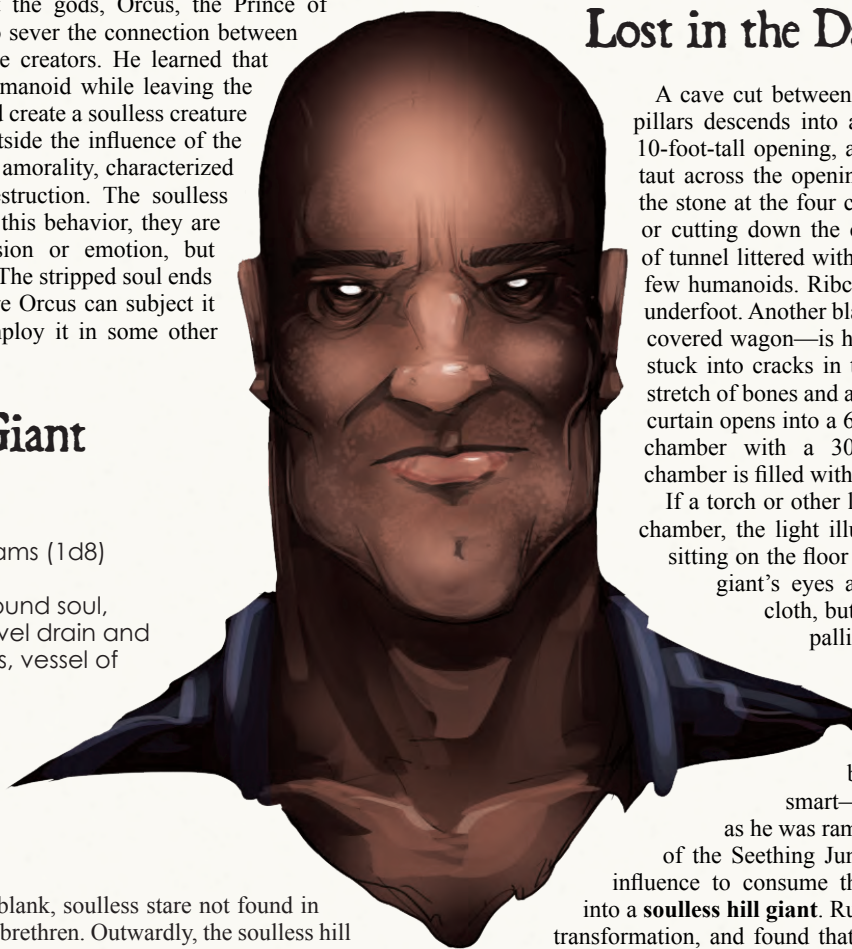 the gods, Orcus, the Prince of
sever the connection between
creators. He learned that
manoid while leaving the
create a soulless creature
tside the influence of the
amorality, characterized
struction. The soulless
this behavior, they are
sion or emotion, but
The stripped soul ends
e Orcus can subject it
ploy it in some other
Giant
ams (1d8)
ound soul,
vel drain and
s, vessel of
blank, soulless stare not found in
brethren. Outwardly, the soulless hill
Lost in the Da
A cave cut between
pillars descends into a
10-foot-tall opening, a
taut across the openin
the stone at the four c
or cutting down the
of tunnel littered with
few humanoids. Ribc
underfoot. Another bla
covered wagon—is h
stuck into cracks in t
stretch of bones and a
curtain opens into a 6
chamber with a 30
chamber is filled with
If a torch or other l
chamber, the light illu
sitting on the floor
giant's eyes a
cloth, but
palli
b
smart—
as he was ram
of the Seething Jun
influence to consume th
into a soulless hill giant. Ru
transformation, and found that